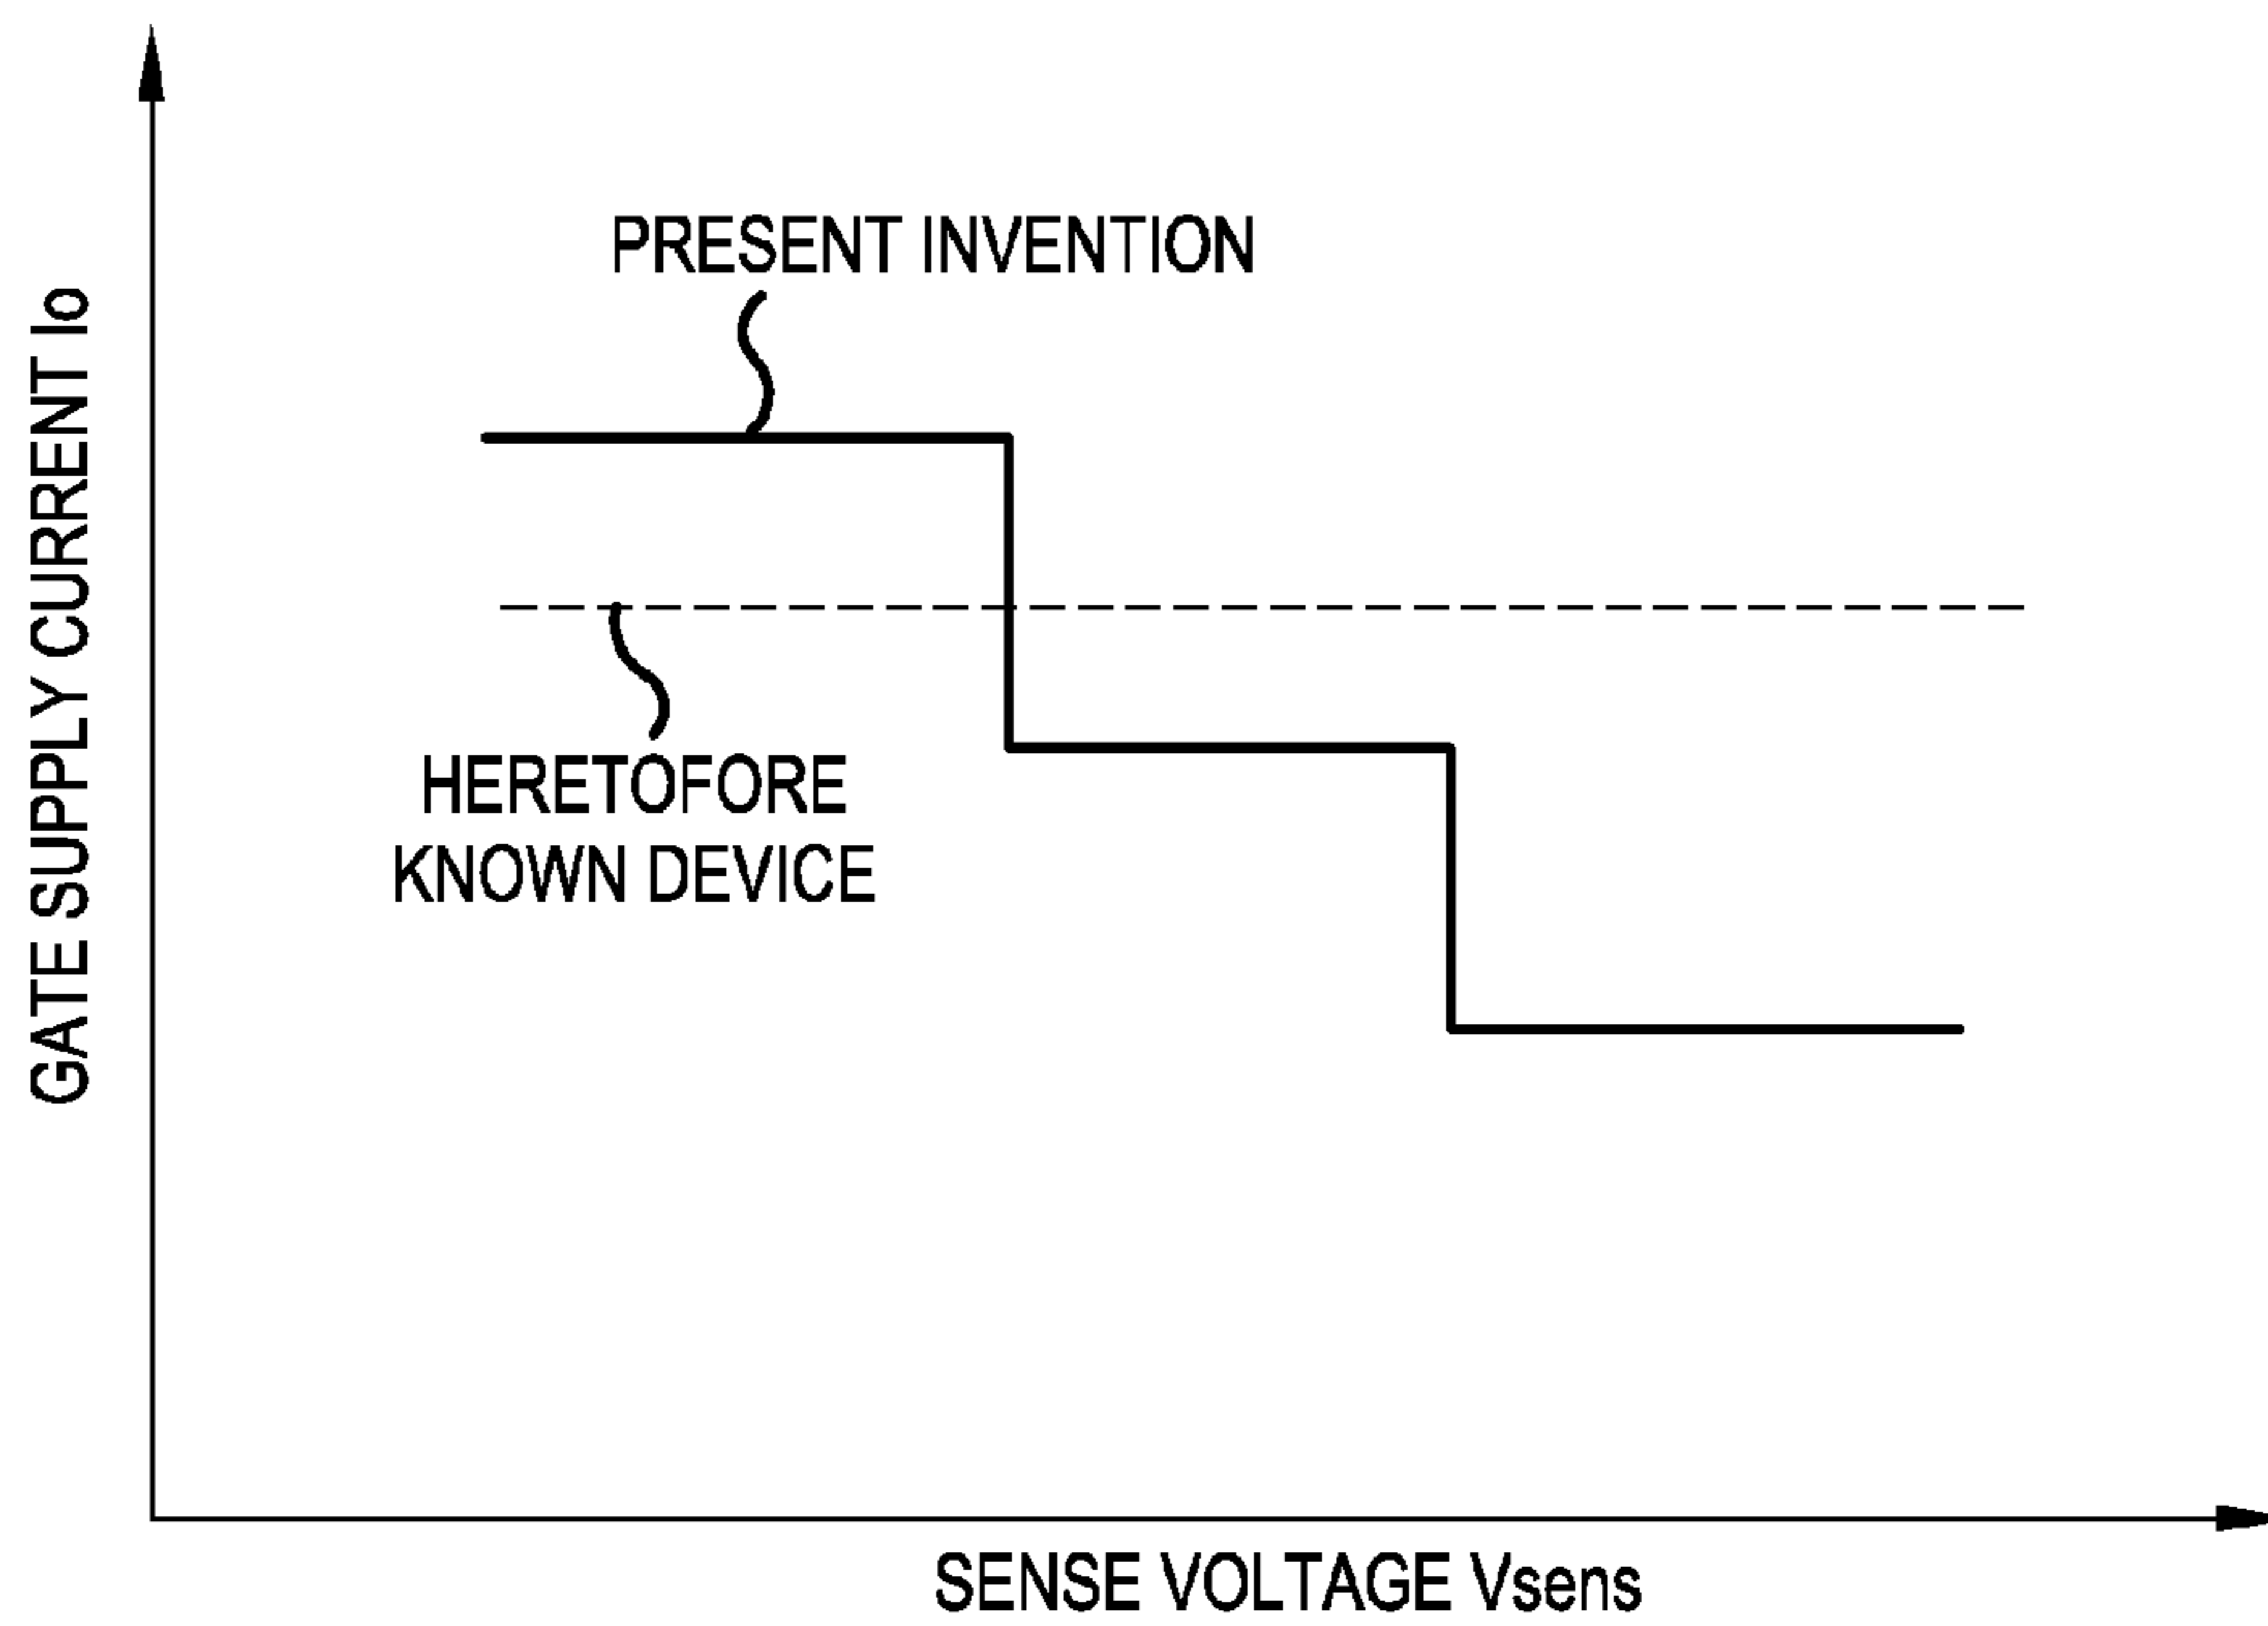 PRESENT INVENTION
GATE SUPPLY CURRENT Io
HERETOFORE
KNOWN DEVICE
SENSE VOLTAGE Vsens